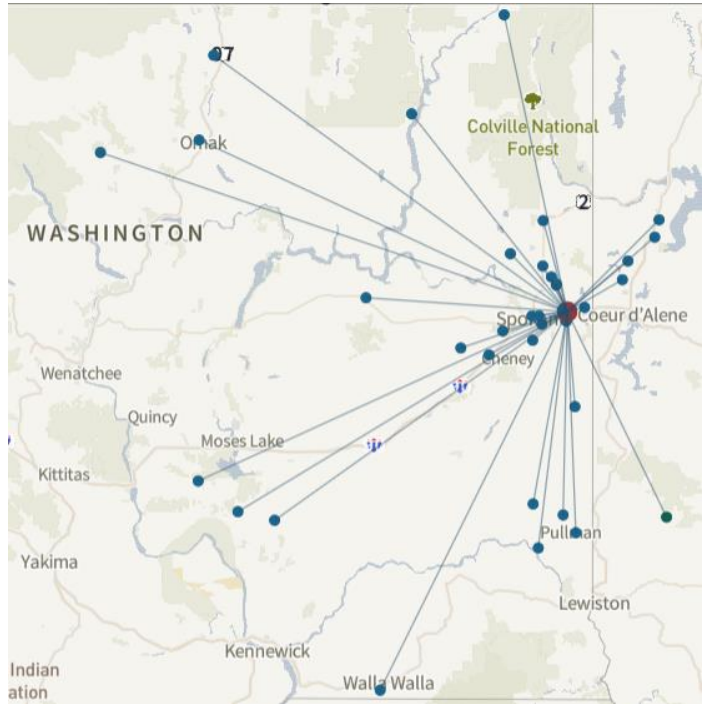 97
Colville National
Forest
Omak
2
WASHINGTON
Coeur d'Alene
Cheney
Wenatchee
Quincy
Moses Lake
Kittitas
Pullman
Yakima
Lewiston
Kennewick
Indian
ation
Walla Walla